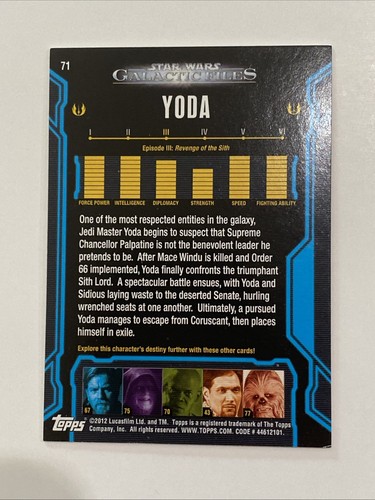 71
STAR WARS
GALACTIC FILES
YODA
I II III IV V VI
Episode III: Revenge of the Sith
FORCE POWER INTELLIGENCE DIPLOMACY STRENGTH SPEED FIGHTING ABILITY
One of the most respected entities in the galaxy,
Jedi Master Yoda begins to suspect that Supreme
Chancellor Palpatine is not the benevolent leader he
pretends to be. After Mace Windu is killed and Order
66 implemented, Yoda finally confronts the triumphant
Sith Lord. A spectacular battle ensues, with Yoda and
Sidious laying waste to the deserted Senate, hurling
wrenched seats at one another. Ultimately, a pursued
Yoda manages to escape from Coruscant, then places
himself in exile.
Explore this character's destiny further with these other cards!
67 75 70 43 77
Topps
©2012 Lucasfilm Ltd. and TM. Topps is a registered trademark of The Topps
Company, Inc. All rights reserved. WWW.TOPPS.COM. CODE # 44612101.